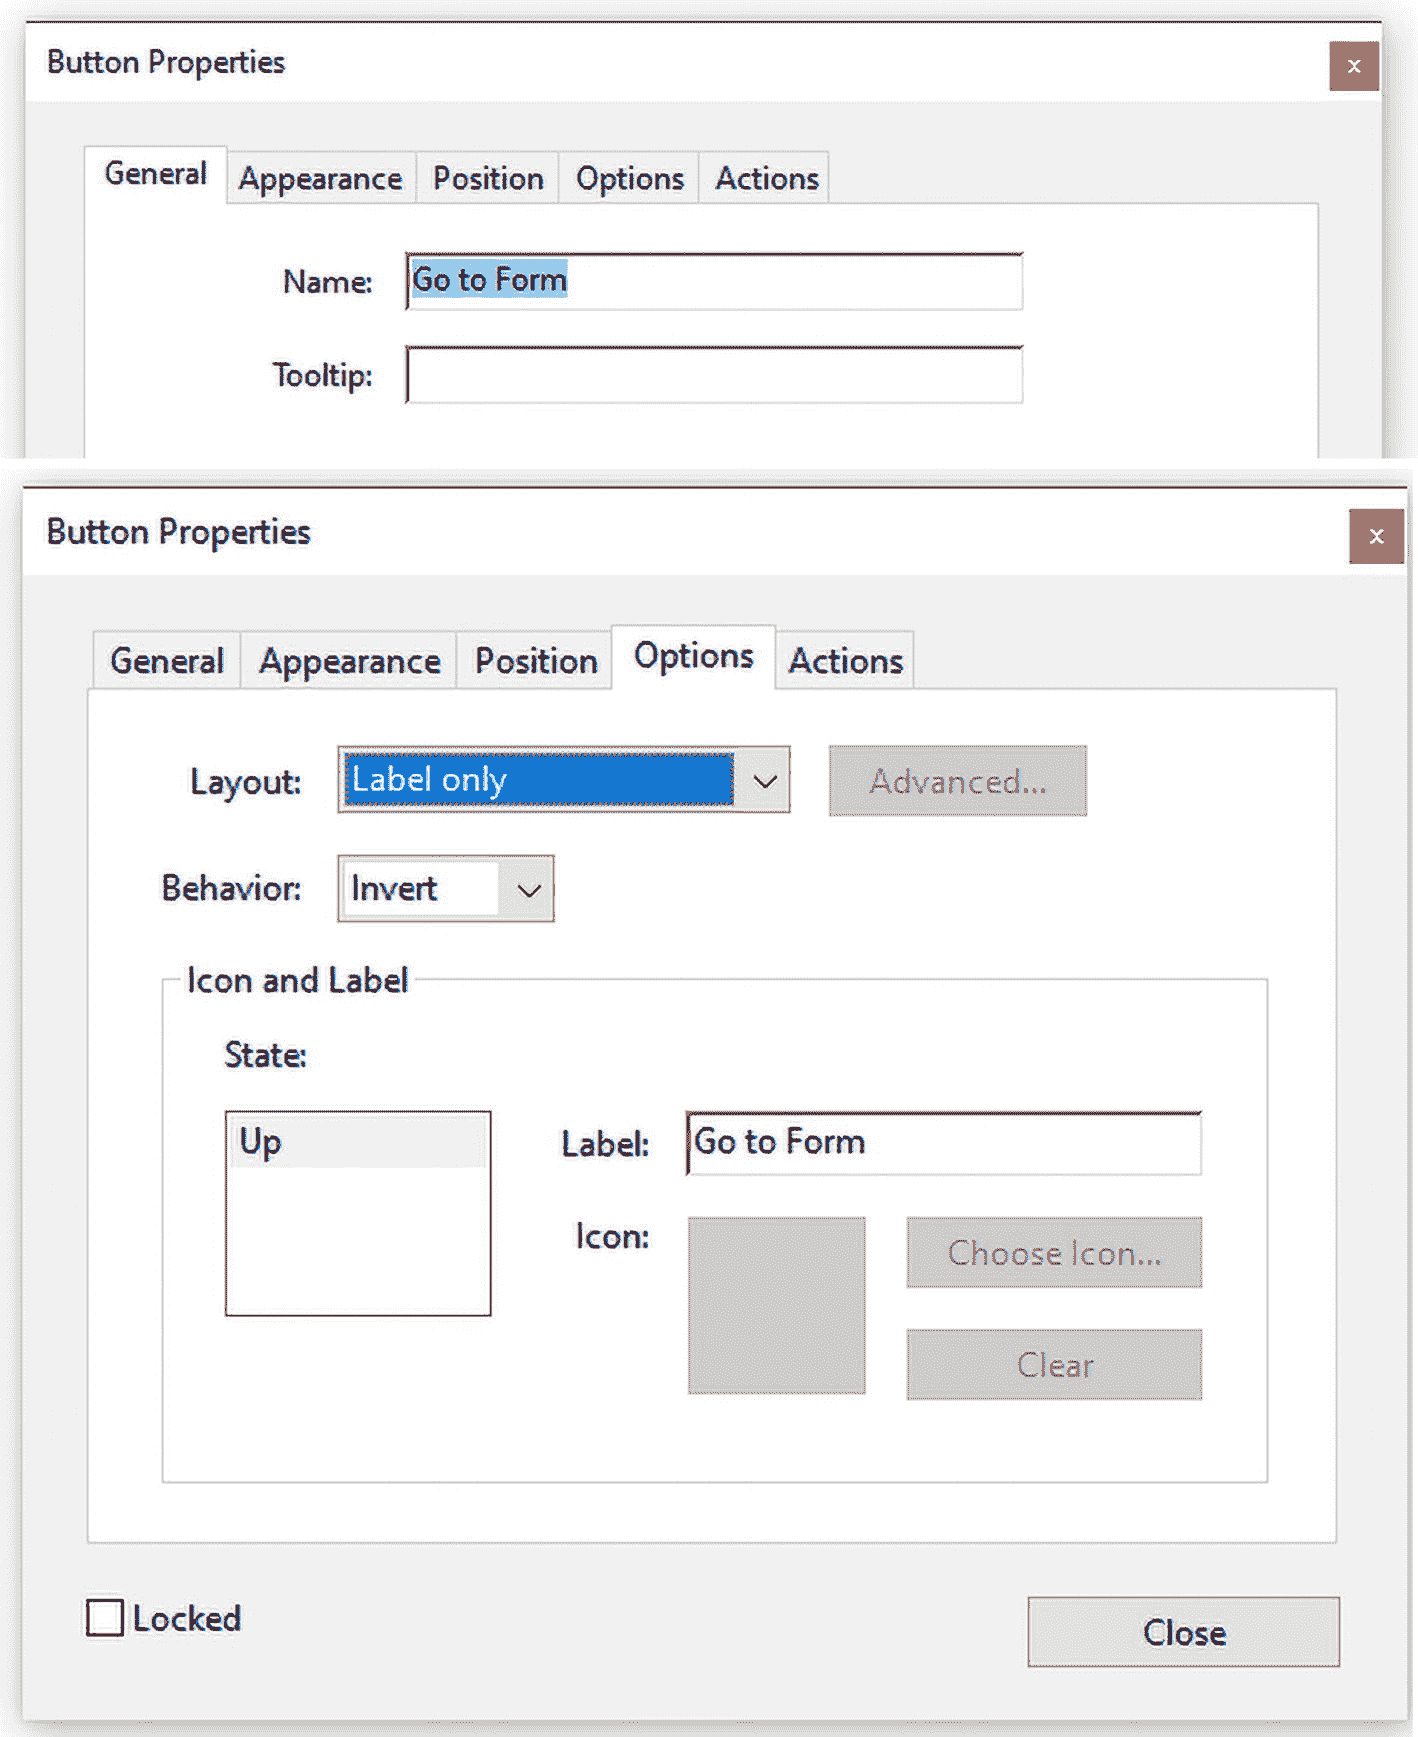 Button Properties
x
General Appearance Position Options Actions
Name: Go to Form
Tooltip:
Button Properties
x
General Appearance Position Options Actions
Layout: Label only Advanced...
Behavior: Invert
Icon and Label
State:
Up
Label: Go to Form
Icon: Choose Icon...
Clear
Locked
Close